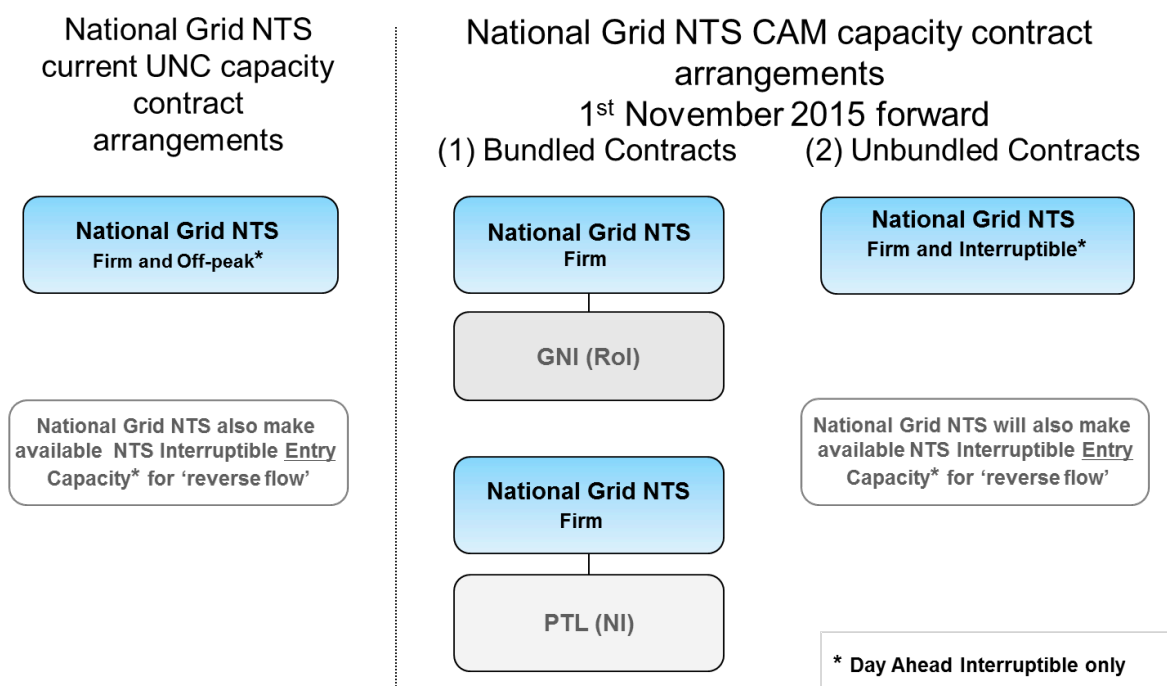 National Grid NTS
current UNC capacity
contract
arrangements
National Grid NTS
Firm and Off-peak*
National Grid NTS also make
available NTS Interruptible Entry
Capacity* for ‘reverse flow’
National Grid NTS CAM capacity contract
arrangements
1st November 2015 forward
(1) Bundled Contracts
National Grid NTS
Firm
GNI (RoI)
National Grid NTS
Firm
PTL (NI)
(2) Unbundled Contracts
National Grid NTS
Firm and Interruptible*
National Grid NTS will also make
available NTS Interruptible Entry
Capacity* for ‘reverse flow’
* Day Ahead Interruptible only